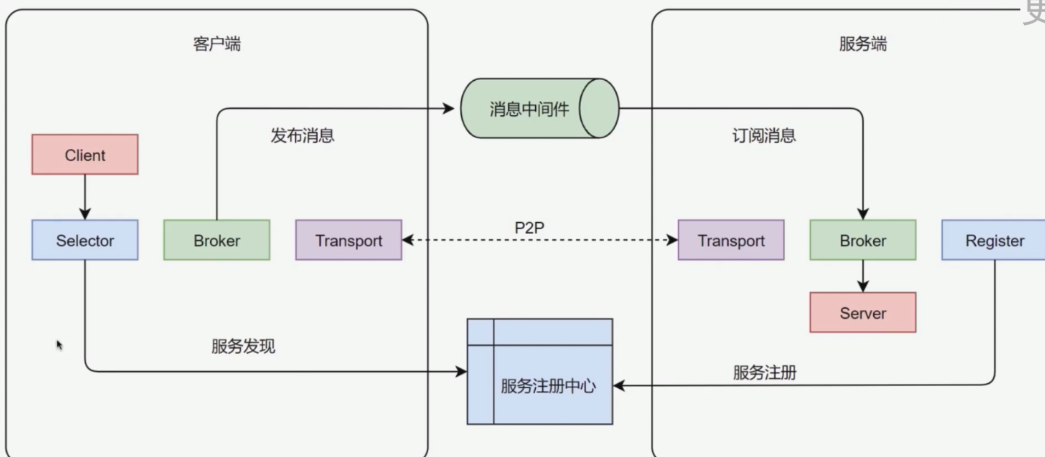 客户端
服务端
消息中间件
发布消息
订阅消息
Client
Selector
Broker
Transport
P2P
Transport
Broker
Register
Server
服务发现
服务注册中心
服务注册